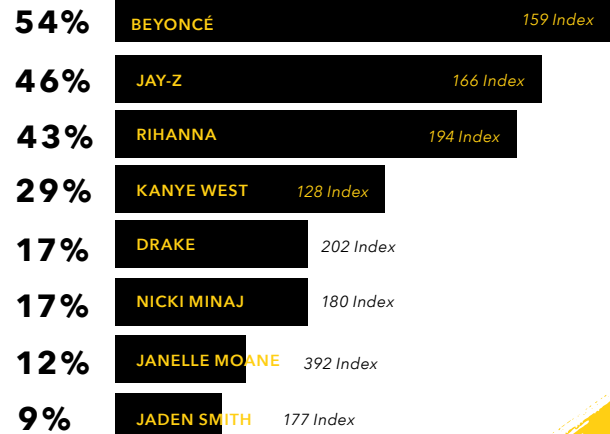 54% BEYONCÉ 159 Index
46% JAY-Z 166 Index
43% RIHANNA 194 Index
29% KANYE WEST 128 Index
17% DRAKE 202 Index
17% NICKI MINAJ 180 Index
12% JANELLE MOANE 392 Index
9% JADEN SMITH 177 Index